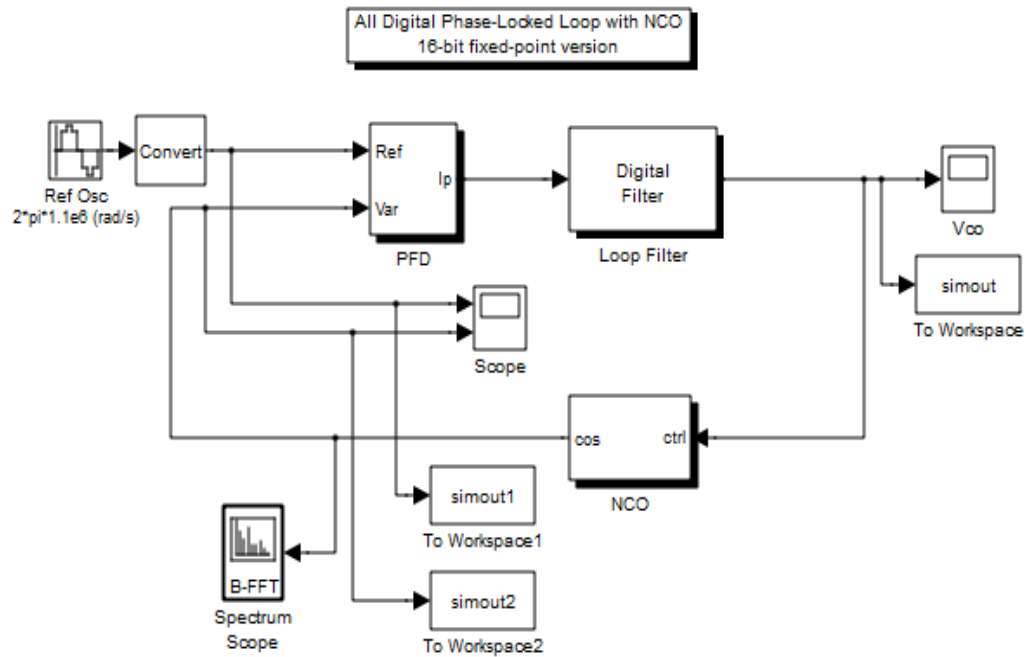 All Digital Phase-Locked Loop with NCO
16-bit fixed-point version
Ref Osc
2*pi*1.1e6 (rad/s)
Convert
Ref
Var
Ip
PFD
Digital
Filter
Loop Filter
Vco
simout
To Workspace
Scope
cos
ctrl
NCO
simout1
To Workspace1
B-FFT
Spectrum
Scope
simout2
To Workspace2